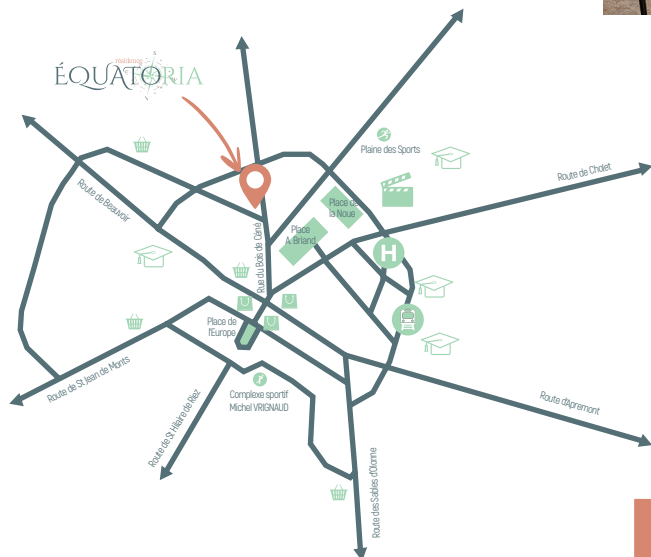 résidence
ÉQUATORIA
Plaine des Sports
Route de Cholet
Route de Beauvoir
Place de
la Noue
Place
A. Briand
Rue du Bois de Céné
H
Place de
l'Europe
Route de St Jean de Monts
Complexe sportif
Michel VRIGNAUD
Route de St Hilaire de Riez
Route d'Apremont
Route des Sables d'Olonne